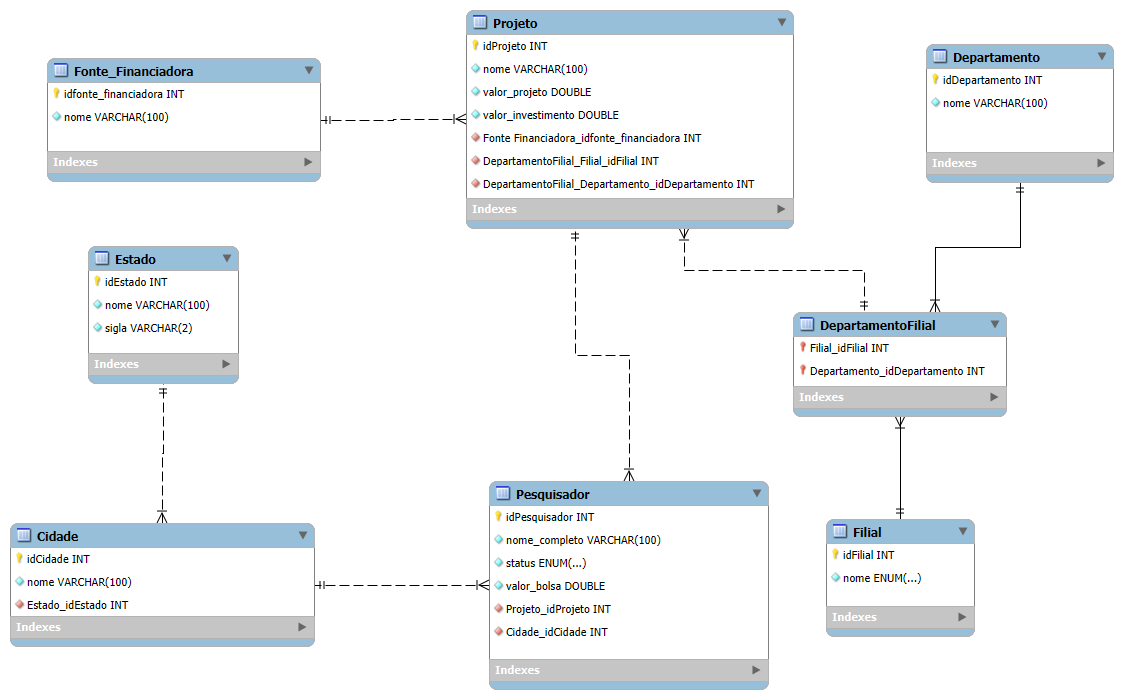 Projeto
idProjeto INT
nome VARCHAR(100)
valor_projeto DOUBLE
valor_investimento DOUBLE
Fonte Financiadora_idfonte_financiadora INT
DepartamentoFilial_Filial_idFilial INT
DepartamentoFilial_Departamento_idDepartamento INT
Indexes
Fonte_Financiadora
idfonte_financiadora INT
nome VARCHAR(100)
Indexes
Departamento
idDepartamento INT
nome VARCHAR(100)
Indexes
Estado
idEstado INT
nome VARCHAR(100)
sigla VARCHAR(2)
Indexes
DepartamentoFilial
Filial_idFilial INT
Departamento_idDepartamento INT
Indexes
Cidade
idCidade INT
nome VARCHAR(100)
Estado_idEstado INT
Indexes
Pesquisador
idPesquisador INT
nome_completo VARCHAR(100)
status ENUM(...)
valor_bolsa DOUBLE
Projeto_idProjeto INT
Cidade_idCidade INT
Indexes
Filial
idFilial INT
nome ENUM(...)
Indexes